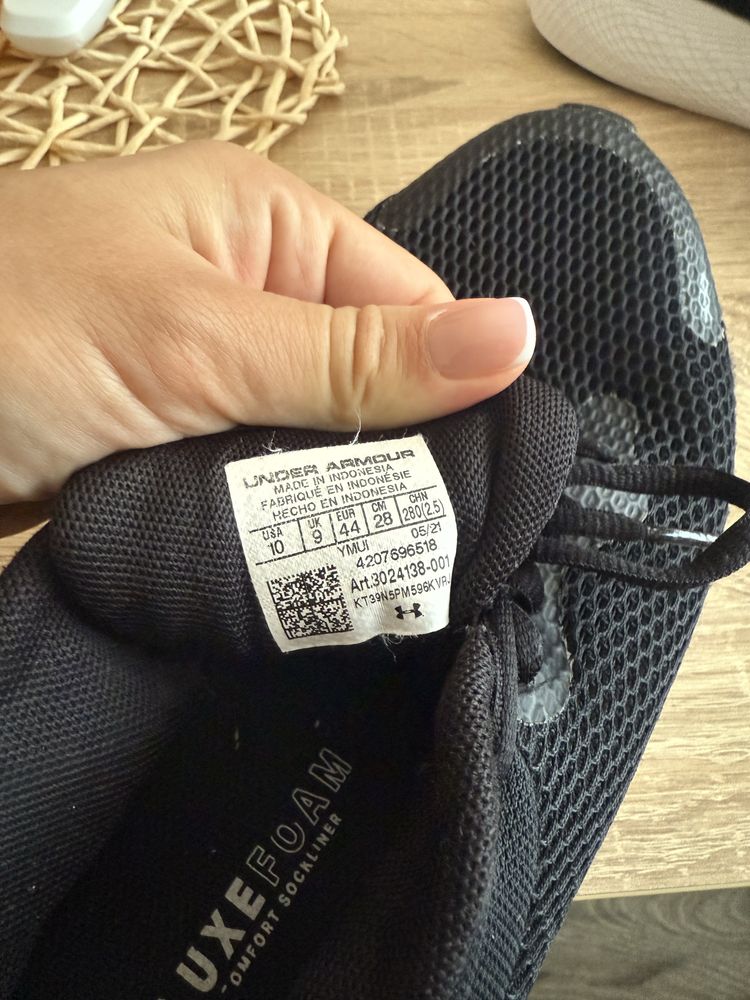 UNDER ARMOUR
MADE IN INDONESIA
FABRIQUÉ EN INDONÉSIE
HECHO EN INDONESIA
USA UK EUR CM CHN
10 9 44 28 280(2.5)
YMUI 05/21
4207696518
Art.3024138-001
KT39N5PM596KVR.
UXEFOAM
COMFORT SOCKLINER